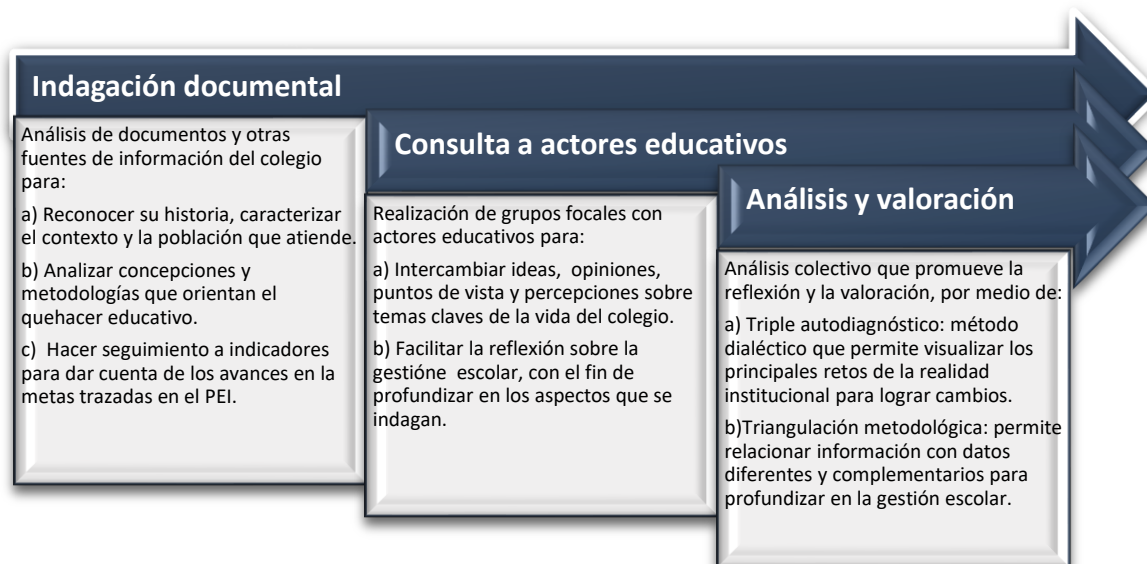 Indagación documental
Análisis de documentos y otras
fuentes de información del colegio
para:
a) Reconocer su historia, caracterizar
el contexto y la población que atiende.
b) Analizar concepciones y
metodologías que orientan el
quehacer educativo.
c) Hacer seguimiento a indicadores
para dar cuenta de los avances en la
metas trazadas en el PEI.
Consulta a actores educativos
Realización de grupos focales con
actores educativos para:
a) Intercambiar ideas, opiniones,
puntos de vista y percepciones sobre
temas claves de la vida del colegio.
b) Facilitar la reflexión sobre la
gestióne escolar, con el fin de
profundizar en los aspectos que se
indagan.
Análisis y valoración
Análisis colectivo que promueve la
reflexión y la valoración, por medio de:
a) Triple autodiagnóstico: método
dialéctico que permite visualizar los
principales retos de la realidad
institucional para lograr cambios.
b)Triangulación metodológica: permite
relacionar información con datos
diferentes y complementarios para
profundizar en la gestión escolar.